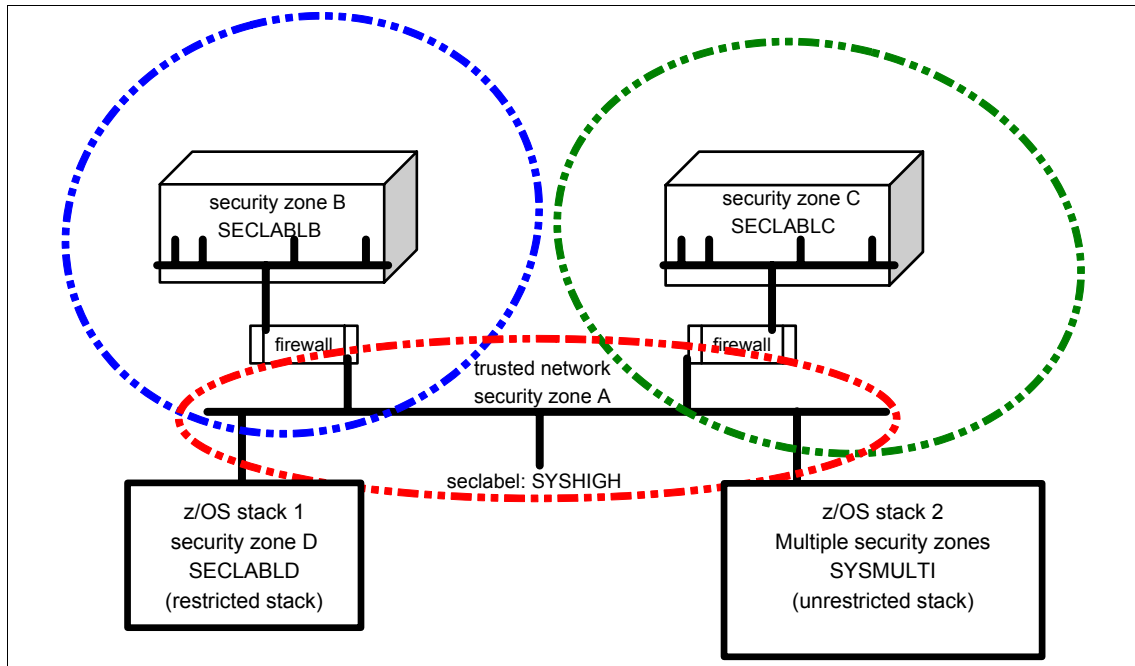 security zone B
SECLABLB
security zone C
SECLABLC
firewall
firewall
trusted network
security zone A
seclabel: SYSHIGH
z/OS stack 1
security zone D
SECLABLD
(restricted stack)
z/OS stack 2
Multiple security zones
SYSMULTI
(unrestricted stack)